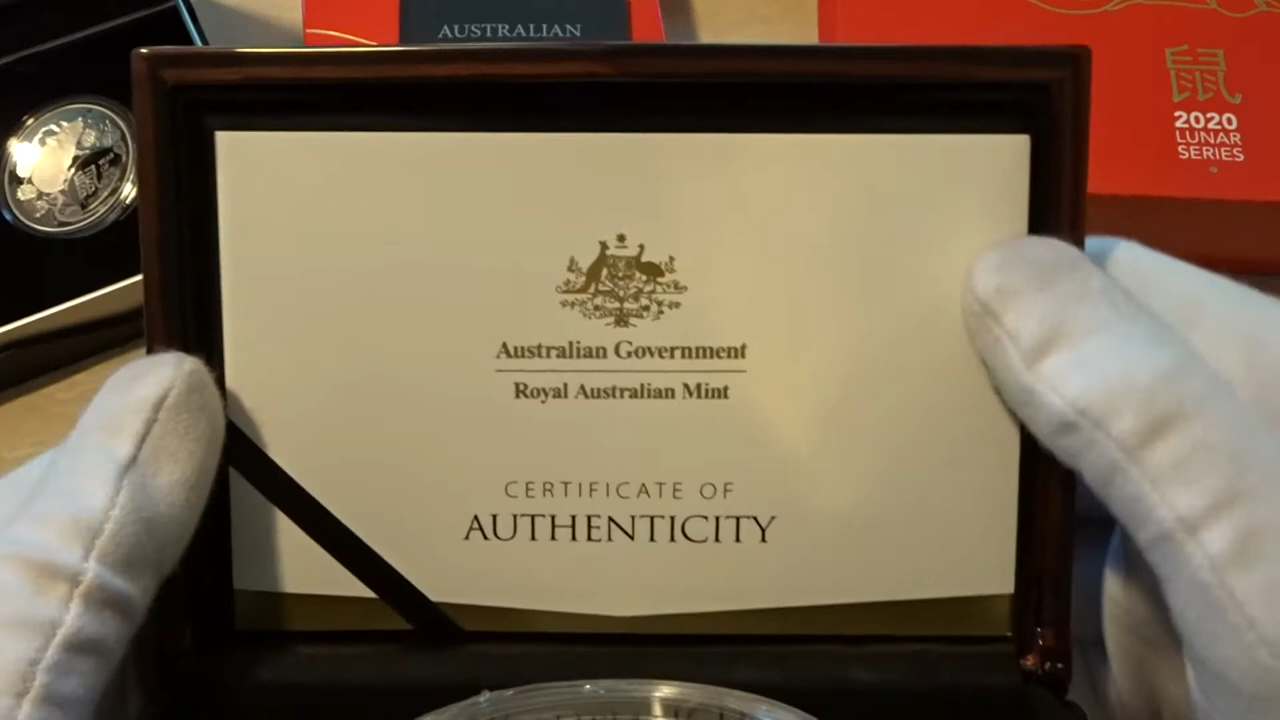 AUSTRALIAN
鼠
2020
LUNAR
SERIES
Australian Government
Royal Australian Mint
CERTIFICATE OF
AUTHENTICITY